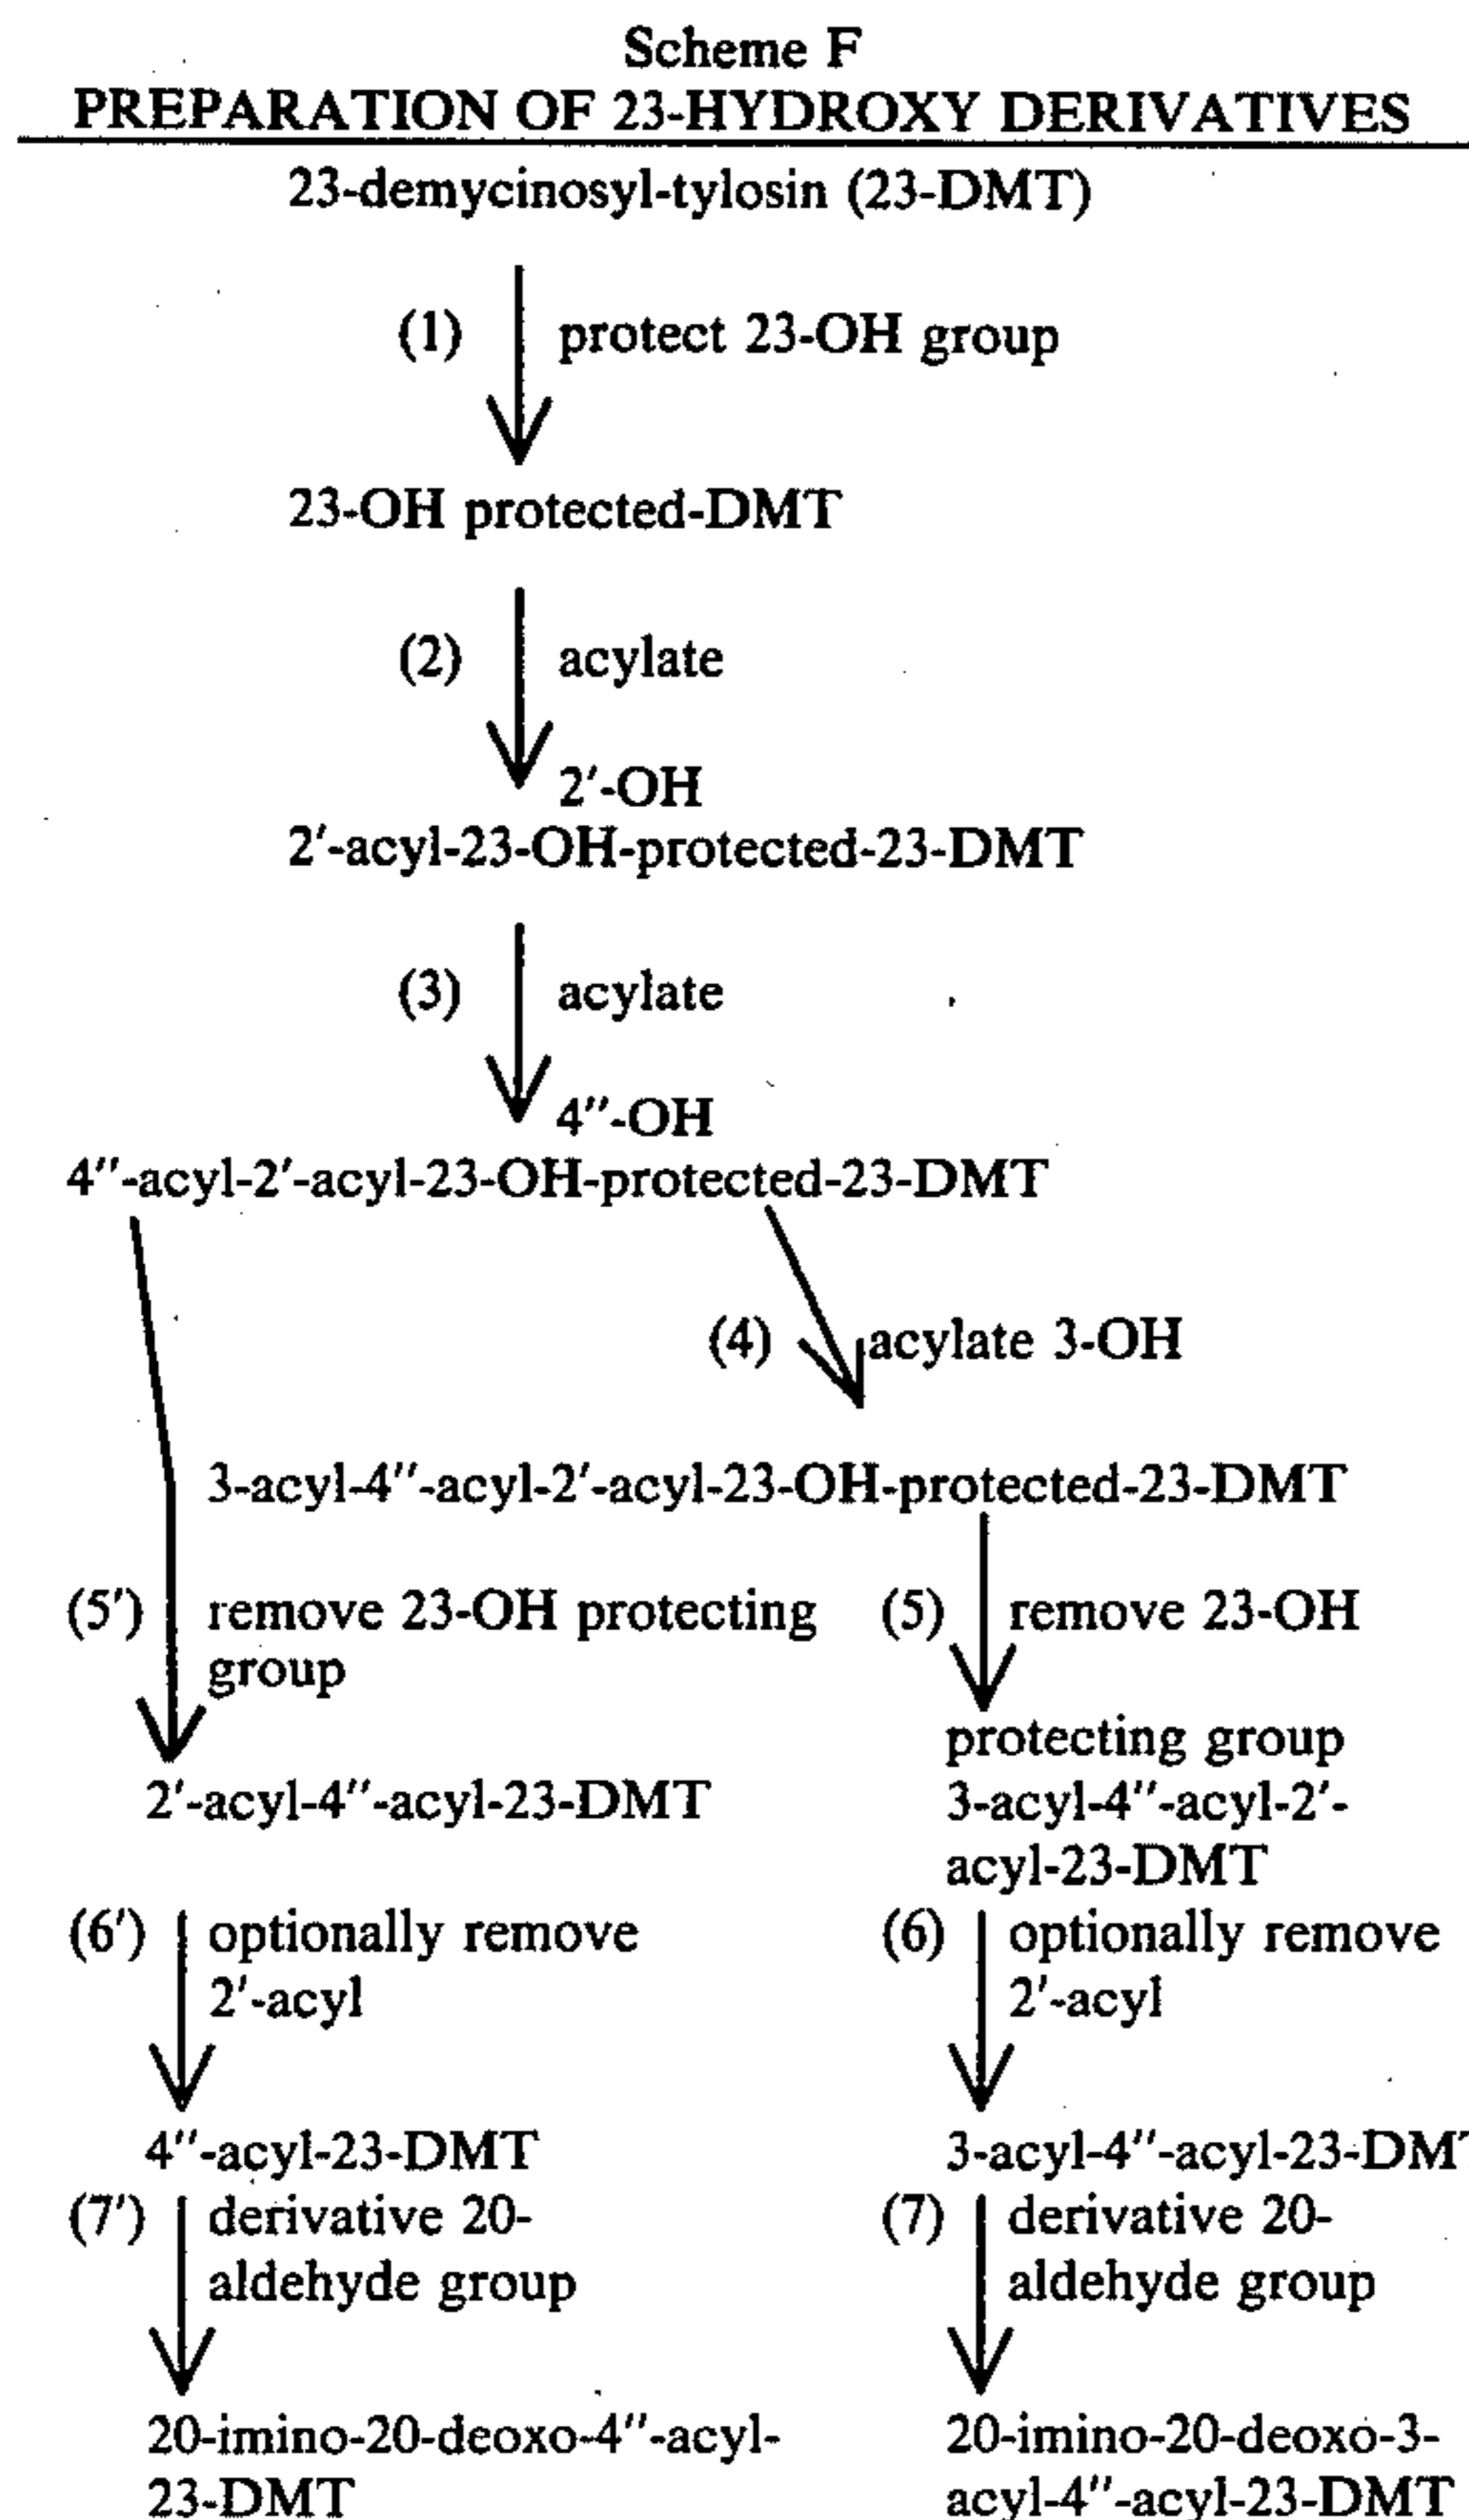 Scheme F
PREPARATION OF 23-HYDROXY DERIVATIVES
23-demycinosyl-tylosin (23-DMT)
(1) protect 23-OH group
23-OH protected-DMT
(2) acylate
2′-OH
2′-acyl-23-OH-protected-23-DMT
(3) acylate
4″-OH
4″-acyl-2′-acyl-23-OH-protected-23-DMT
(4) acylate 3-OH
3-acyl-4″-acyl-2′-acyl-23-OH-protected-23-DMT
(5′) remove 23-OH protecting
group
(5) remove 23-OH
protecting group
2′-acyl-4″-acyl-23-DMT
3-acyl-4″-acyl-2′-
acyl-23-DMT
(6′) optionally remove
2′-acyl
(6) optionally remove
2′-acyl
4″-acyl-23-DMT
3-acyl-4″-acyl-23-DMT
(7′) derivative 20-
aldehyde group
(7) derivative 20-
aldehyde group
20-imino-20-deoxo-4″-acyl-
23-DMT
20-imino-20-deoxo-3-
acyl-4″-acyl-23-DMT